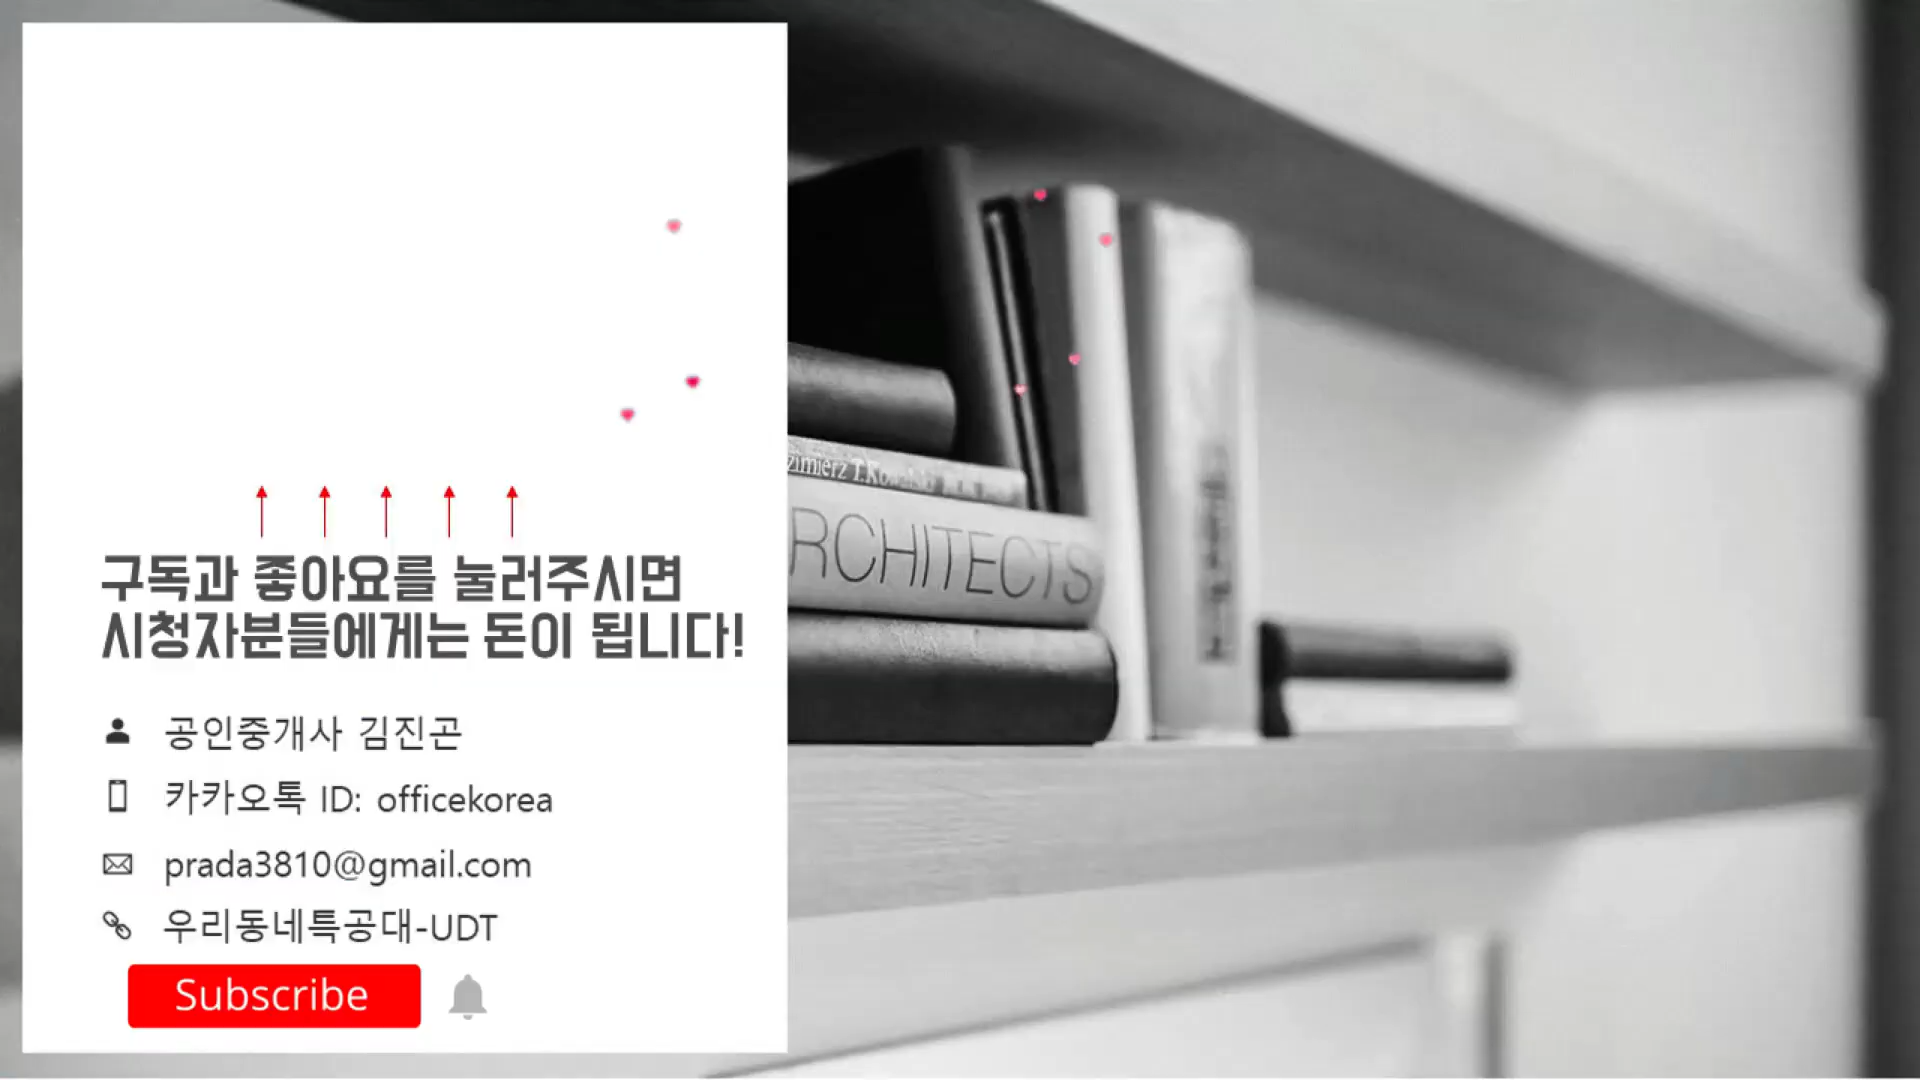 구독과 좋아요를 눌러주시면
시청자분들에게는 돈이 됩니다!
공인중개사 김진곤
카카오톡 ID: officekorea
prada3810@gmail.com
우리동네특공대-UDT
Subscribe
zimierz T.Kowalski
RCHITECTS